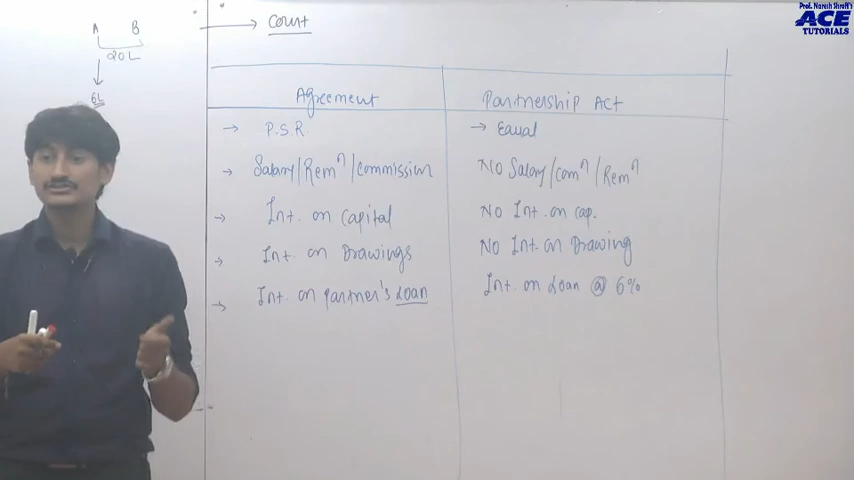 Prof. Naresh Shroff's
ACE
TUTORIALS
A B → Count
20L
6L
Agreement Partnership Act
→ P.S.R. → Equal
→ Salary/Remⁿ/Commission No Salary/Comⁿ/Remⁿ
→ Int. on Capital No Int. on Cap.
→ Int. on Drawings No Int. on Drawing
→ Int. on Partner's Loan Int. on Loan @ 6%